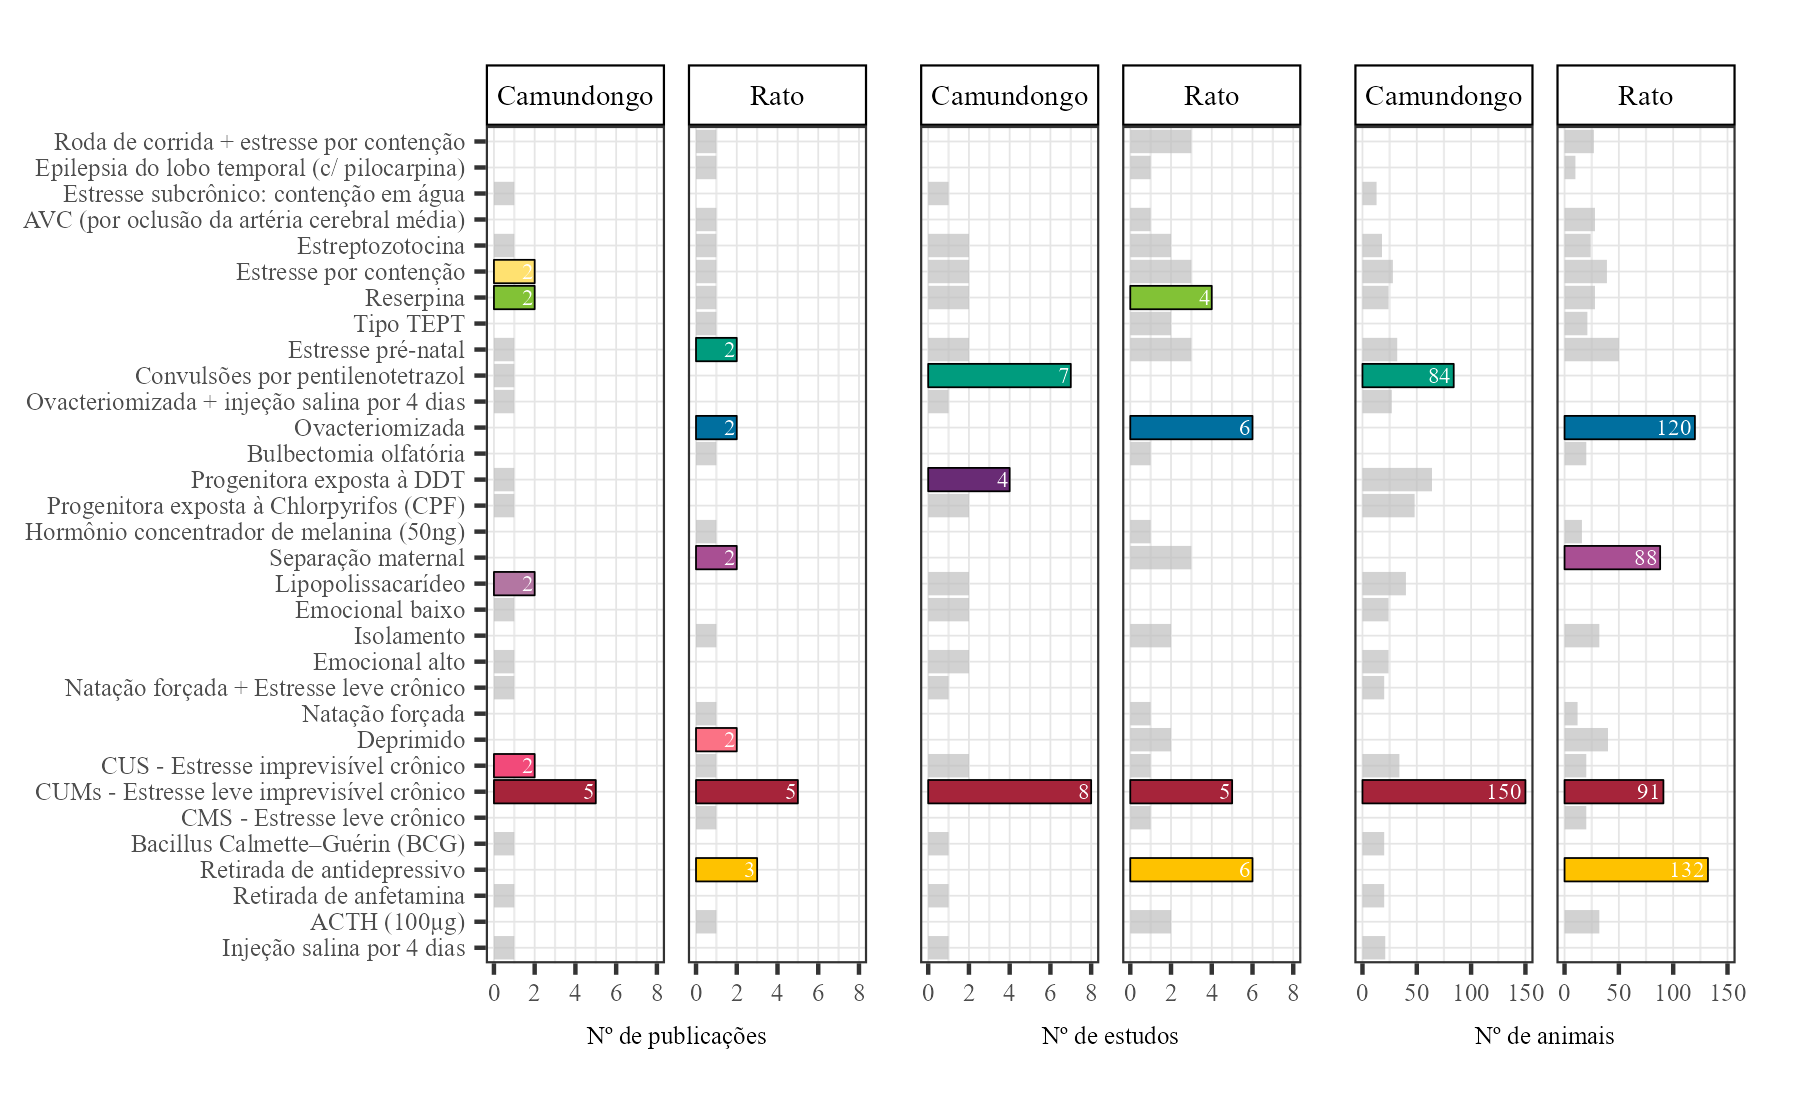 Camundongo Rato Camundongo Rato Camundongo Rato
Roda de corrida + estresse por contenção
Epilepsia do lobo temporal (c/ pilocarpina)
Estresse subcrônico: contenção em água
AVC (por oclusão da artéria cerebral média)
Estreptozotocina
Estresse por contenção 2
Reserpina 2 4
Tipo TEPT
Estresse pré-natal 2
Convulsões por pentilenotetrazol 7 84
Ovacteriomizada + injeção salina por 4 dias
Ovacteriomizada 2 6 120
Bulbectomia olfatória
Progenitora exposta à DDT 4
Progenitora exposta à Chlorpyrifos (CPF)
Hormônio concentrador de melanina (50ng)
Separação maternal 2 88
Lipopolissacarídeo 2
Emocional baixo
Isolamento
Emocional alto
Natação forçada + Estresse leve crônico
Natação forçada
Deprimido 2
CUS - Estresse imprevisível crônico 2
CUMs - Estresse leve imprevisível crônico 5 5 8 5 150 91
CMS - Estresse leve crônico
Bacillus Calmette–Guérin (BCG)
Retirada de antidepressivo 3 6 132
Retirada de anfetamina
ACTH (100µg)
Injeção salina por 4 dias
0 2 4 6 8 0 2 4 6 8 0 2 4 6 8 0 2 4 6 8 0 50 100 150 0 50 100 150
Nº de publicações Nº de estudos Nº de animais